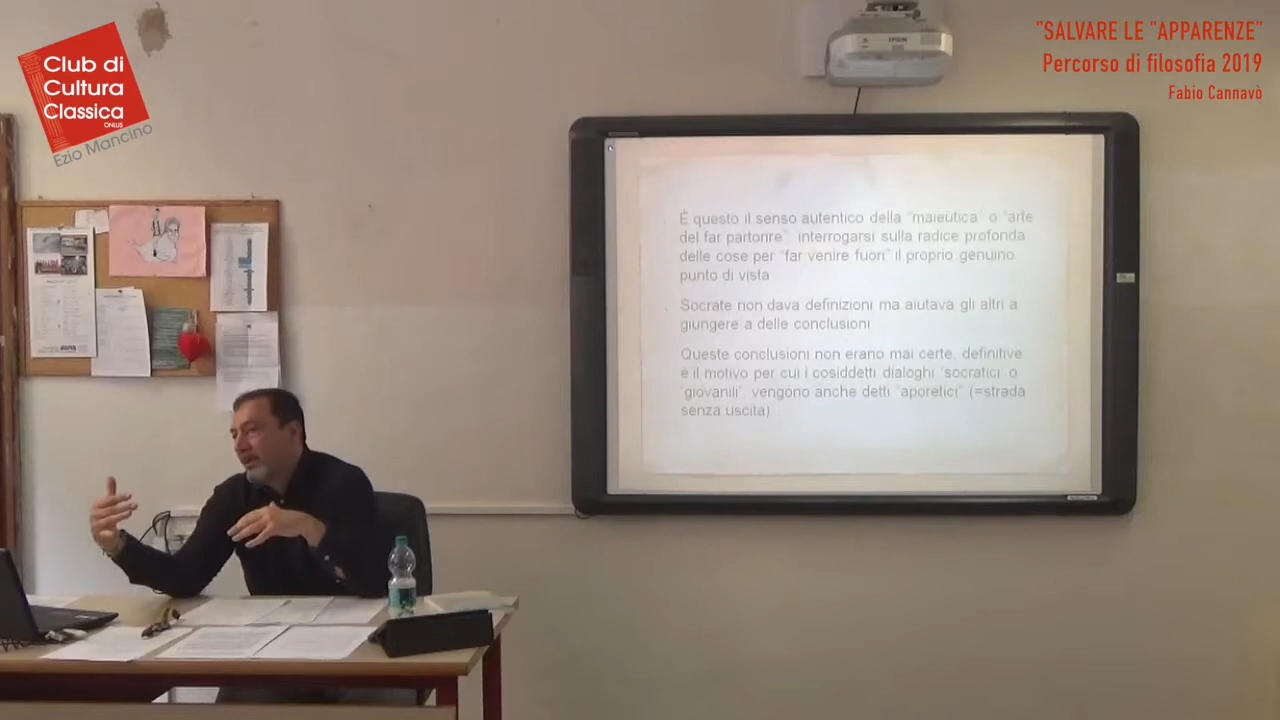 Club di
Cultura
Classica
ONLUS
Ezio Mancino
"SALVARE LE "APPARENZE"
Percorso di filosofia 2019
Fabio Cannavò
EPSON
È questo il senso autentico della "maieutica" o "arte
del far partorire": interrogarsi sulla radice profonda
delle cose per "far venire fuori" il proprio genuino
punto di vista
Socrate non dava definizioni ma aiutava gli altri a
giungere a delle conclusioni
Queste conclusioni non erano mai certe, definitive
è il motivo per cui i cosiddetti dialoghi "socratici" o
"giovanili", vengono anche detti "aporetici" (=strada
senza uscita)